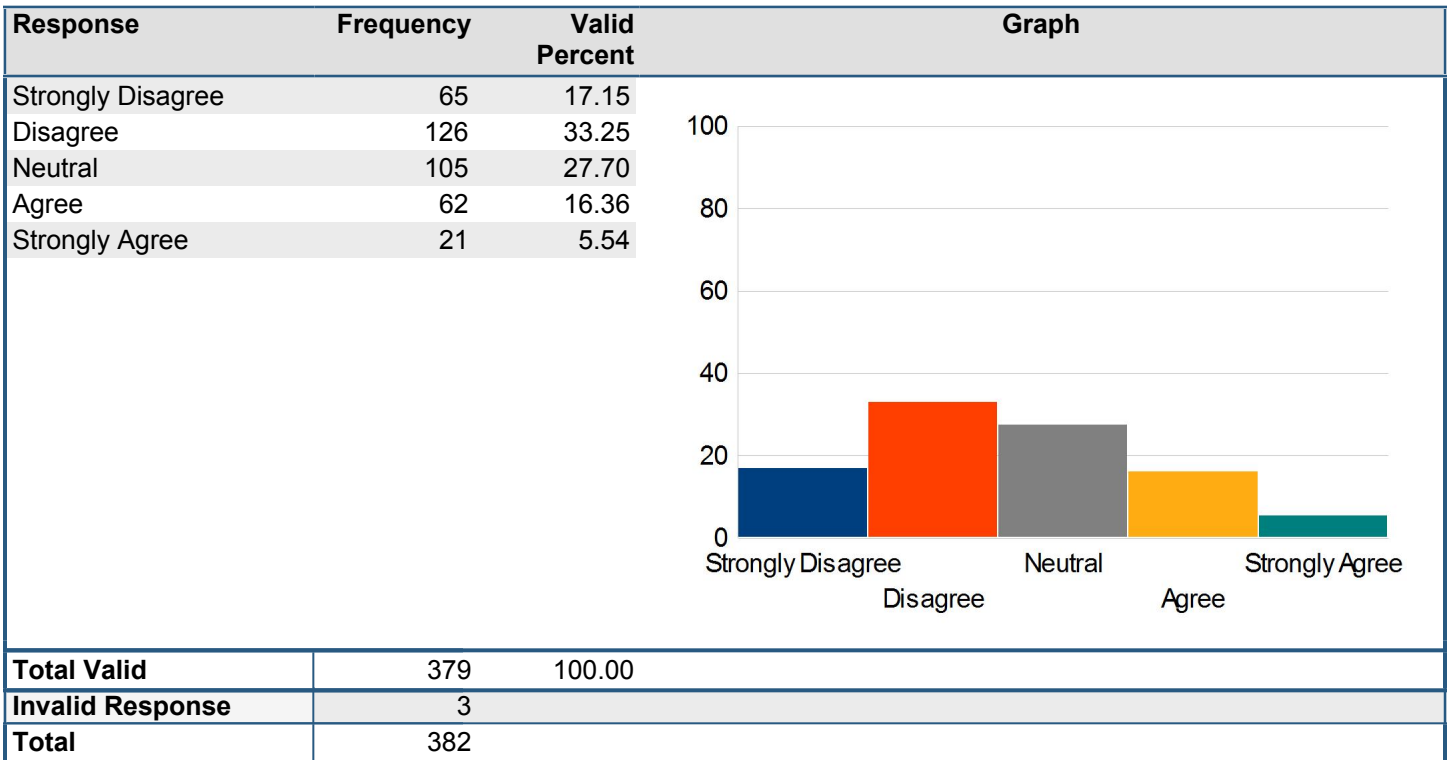 Response Frequency Valid Percent Graph
Strongly Disagree 65 17.15
Disagree 126 33.25
Neutral 105 27.70
Agree 62 16.36
Strongly Agree 21 5.54
100
80
60
40
20
0
Strongly Disagree Neutral Strongly Agree
Disagree Agree
Total Valid 379 100.00
Invalid Response 3
Total 382